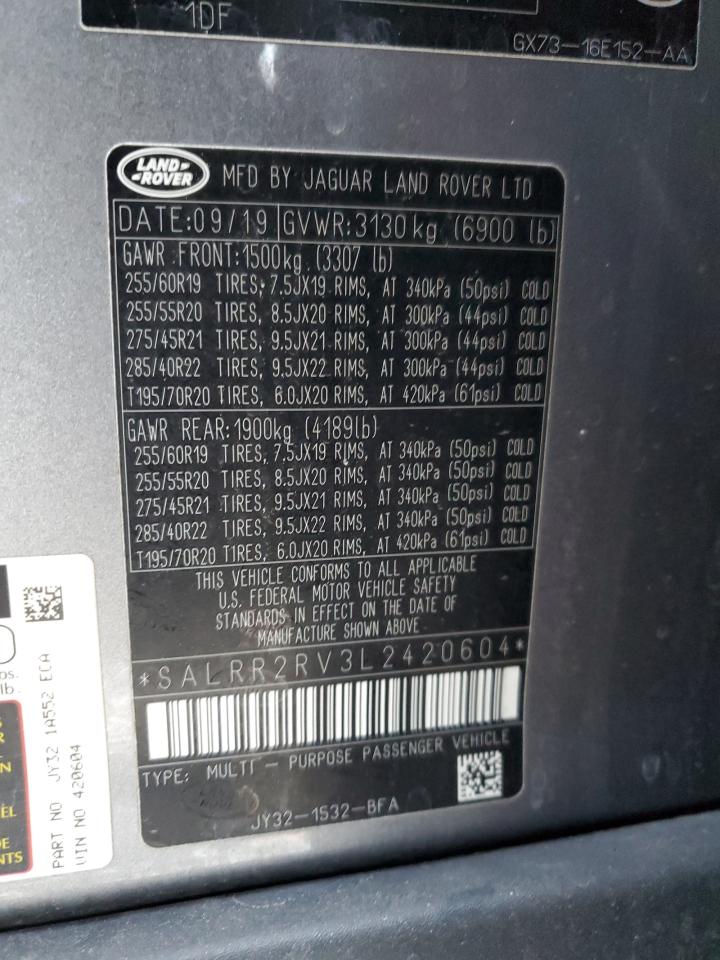 1DF
GX73-16E152-AA
LAND-
-ROVER
MFD BY JAGUAR LAND ROVER LTD
DATE:09/19 GVWR:3130 kg (6900 lb)
GAWR FRONT:1500kg (3307 lb)
255/60R19 TIRES, 7.5JX19 RIMS, AT 340kPa (50psi) COLD
255/55R20 TIRES, 8.5JX20 RIMS, AT 300kPa (44psi) COLD
275/45R21 TIRES, 9.5JX21 RIMS, AT 300kPa (44psi) COLD
285/40R22 TIRES, 9.5JX22 RIMS, AT 300kPa (44psi) COLD
T195/70R20 TIRES, 6.0JX20 RIMS, AT 420kPa (61psi) COLD
GAWR REAR:1900kg (4189lb)
255/60R19 TIRES, 7.5JX19 RIMS, AT 340kPa (50psi) COLD
255/55R20 TIRES, 8.5JX20 RIMS, AT 340kPa (50psi) COLD
275/45R21 TIRES, 9.5JX21 RIMS, AT 340kPa (50psi) COLD
285/40R22 TIRES, 9.5JX22 RIMS, AT 340kPa (50psi) COLD
T195/70R20 TIRES, 6.0JX20 RIMS, AT 420kPa (61psi) COLD
THIS VEHICLE CONFORMS TO ALL APPLICABLE
U.S. FEDERAL MOTOR VEHICLE SAFETY
STANDARDS IN EFFECT ON THE DATE OF
MANUFACTURE SHOWN ABOVE
*SALRR2RV3L2420604*
TYPE: MULTI - PURPOSE PASSENGER VEHICLE
JY32-1532-BFA
PART NO JY32 1A552 ECA
VIN NO 420604
lb.